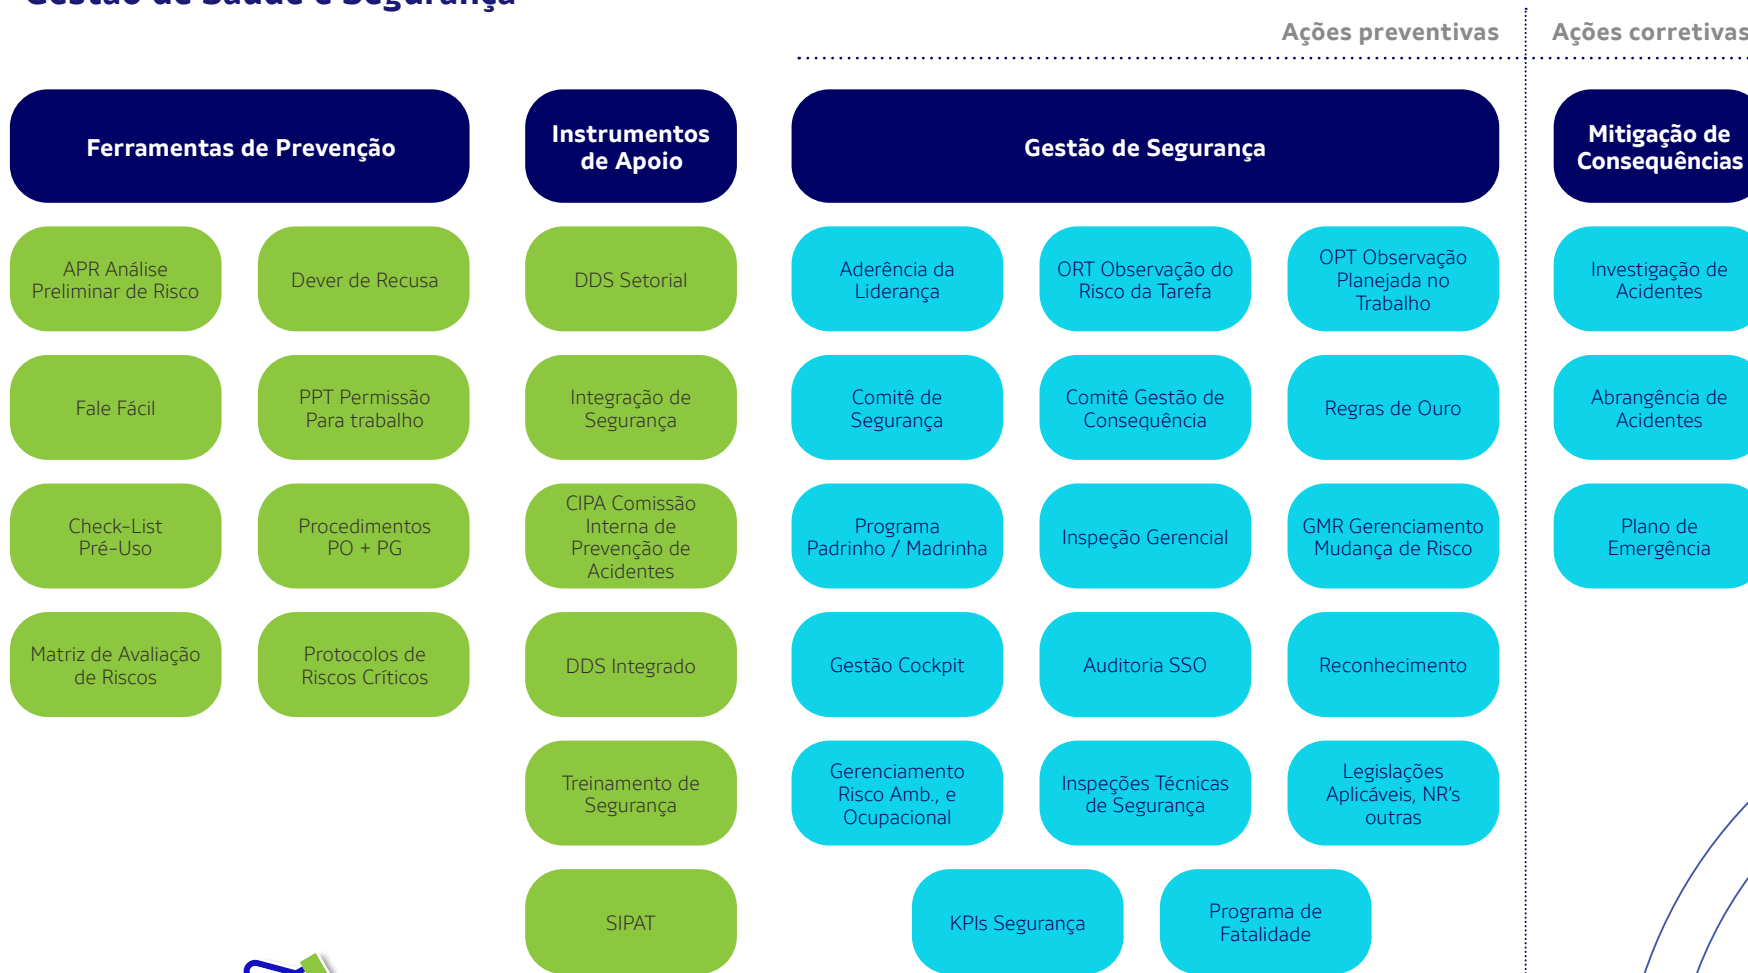 Gestão de Saúde e Segurança
Ações preventivas
Ações corretivas
Ferramentas de Prevenção
Instrumentos
de Apoio
Gestão de Segurança
Mitigação de
Consequências
APR Análise
Preliminar de Risco
Dever de Recusa
DDS Setorial
Aderência da
Liderança
ORT Observação do
Risco da Tarefa
OPT Observação
Planejada no
Trabalho
Investigação de
Acidentes
Fale Fácil
PPT Permissão
Para trabalho
Integração de
Segurança
Comitê de
Segurança
Comitê Gestão de
Consequência
Regras de Ouro
Abrangência de
Acidentes
Check-List
Pré-Uso
Procedimentos
PO + PG
CIPA Comissão
Interna de
Prevenção de
Acidentes
Programa
Padrinho / Madrinha
Inspeção Gerencial
GMR Gerenciamento
Mudança de Risco
Plano de
Emergência
Matriz de Avaliação
de Riscos
Protocolos de
Riscos Críticos
DDS Integrado
Gestão Cockpit
Auditoria SSO
Reconhecimento
Treinamento de
Segurança
Gerenciamento
Risco Amb., e
Ocupacional
Inspeções Técnicas
de Segurança
Legislações
Aplicáveis, NR's
outras
SIPAT
KPIs Segurança
Programa de
Fatalidade